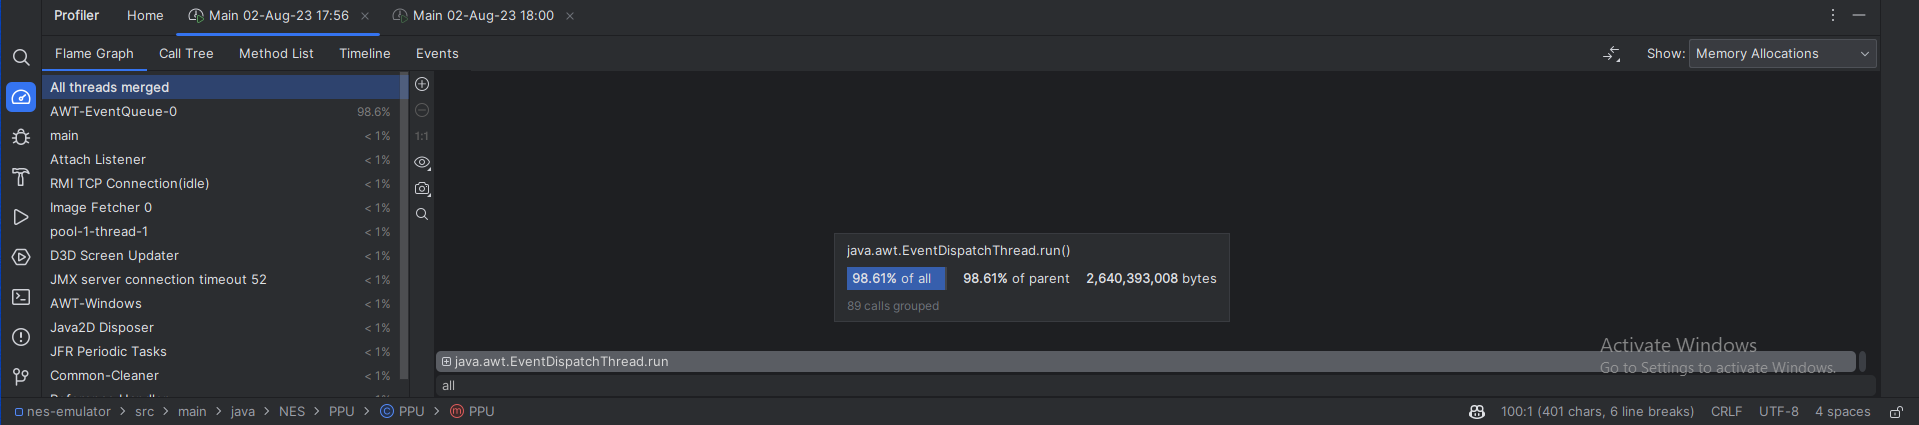 Profiler Home Main 02-Aug-23 17:56 Main 02-Aug-23 18:00
Flame Graph Call Tree Method List Timeline Events Show: Memory Allocations
All threads merged
AWT-EventQueue-0 98.6%
main < 1%
Attach Listener < 1%
RMI TCP Connection(idle) < 1%
Image Fetcher 0 < 1%
pool-1-thread-1 < 1%
D3D Screen Updater < 1%
JMX server connection timeout 52 < 1%
AWT-Windows < 1%
Java2D Disposer < 1%
JFR Periodic Tasks < 1%
Common-Cleaner < 1%
1:1
java.awt.EventDispatchThread.run()
98.61% of all 98.61% of parent 2,640,393,008 bytes
89 calls grouped
java.awt.EventDispatchThread.run
all
Activate Windows
Go to Settings to activate Windows.
nes-emulator > src > main > java > NES > PPU > C PPU > m PPU 100:1 (401 chars, 6 line breaks) CRLF UTF-8 4 spaces